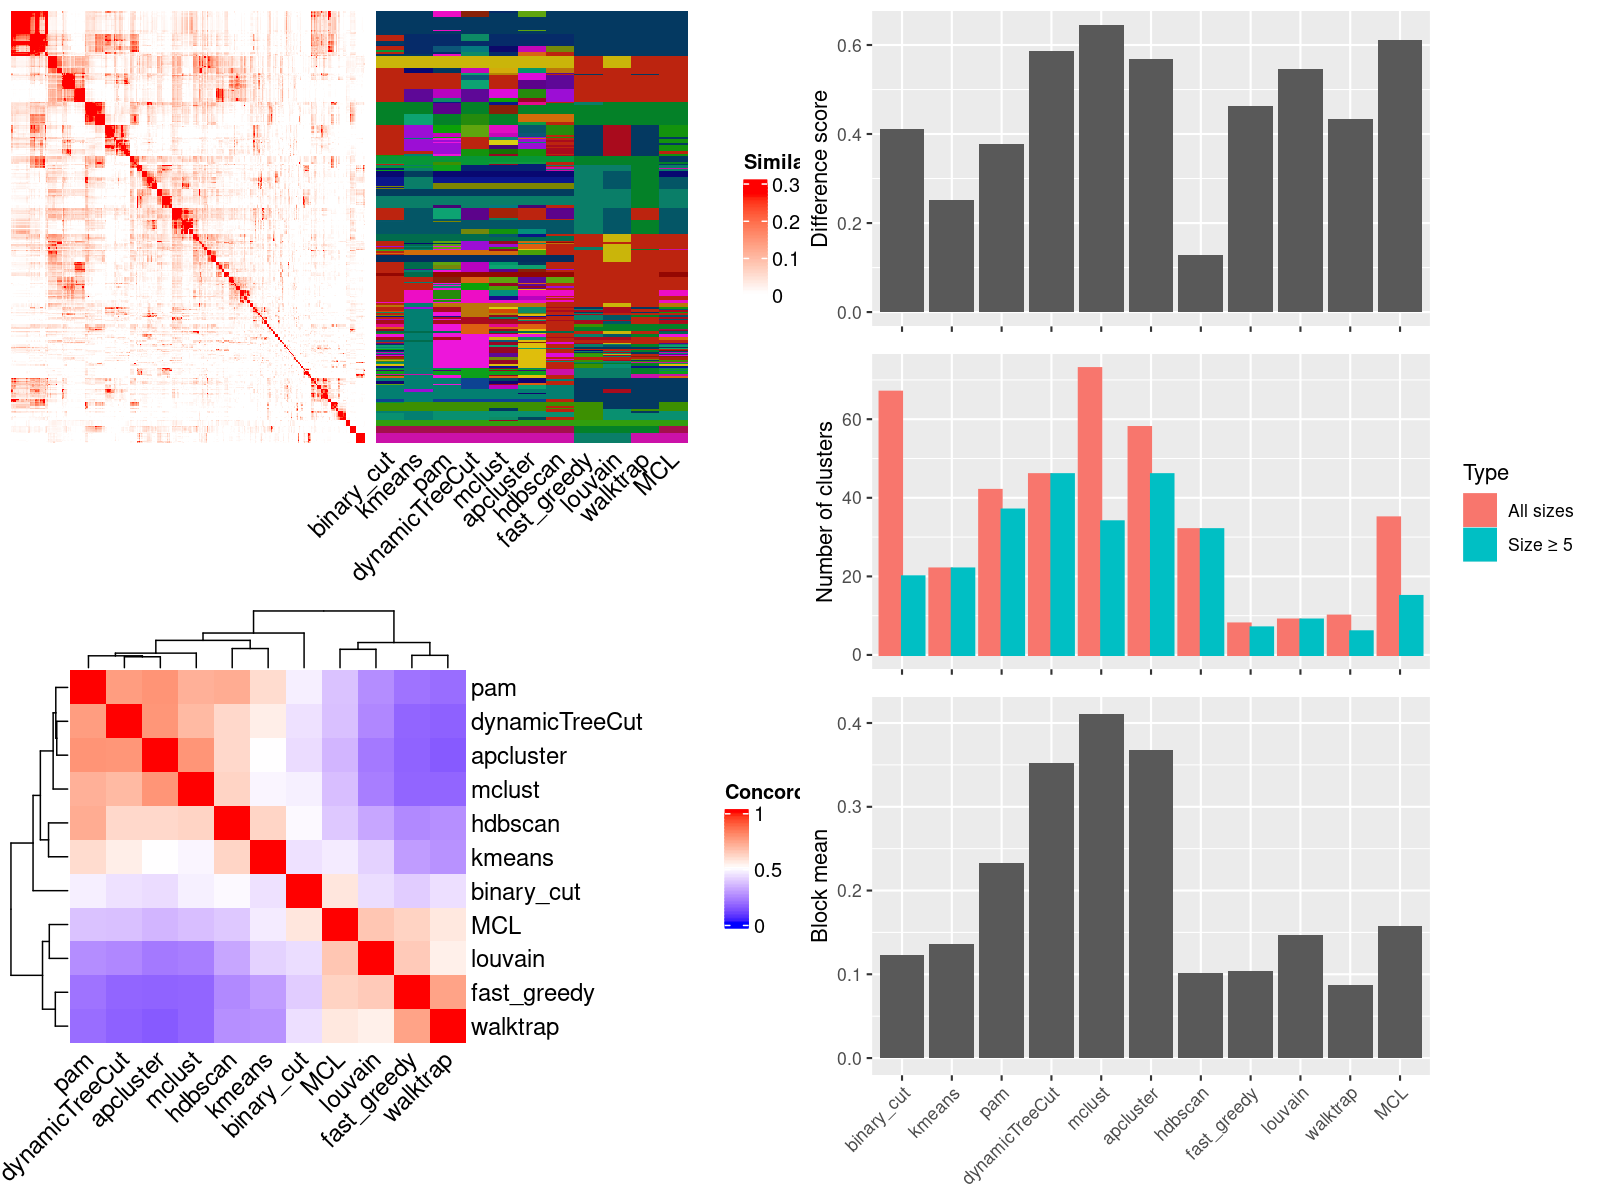 Simila
0.3
0.2
0.1
0
binary_cut
kmeans
pam
dynamicTreeCut
mclust
apcluster
hdbscan
fast_greedy
louvain
walktrap
MCL
pam
dynamicTreeCut
apcluster
mclust
hdbscan
kmeans
binary_cut
MCL
louvain
fast_greedy
walktrap
pam
dynamicTreeCut
apcluster
mclust
hdbscan
kmeans
binary_cut
MCL
louvain
fast_greedy
walktrap
Concord
1
0.5
0
Difference score
0.6
0.4
0.2
0.0
Number of clusters
60
40
20
0
Type
All sizes
Size ≥ 5
Block mean
0.4
0.3
0.2
0.1
0.0
binary_cut
kmeans
pam
dynamicTreeCut
mclust
apcluster
hdbscan
fast_greedy
louvain
walktrap
MCL